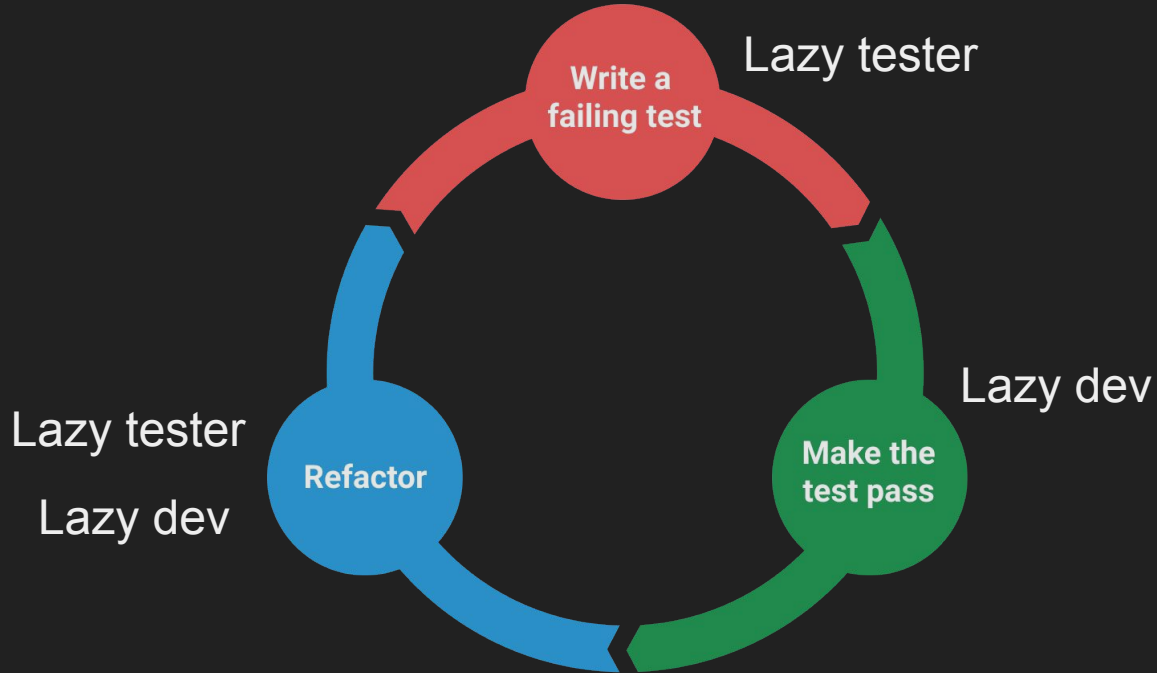 Write a
failing test
Lazy tester
Lazy dev
Make the
test pass
Lazy tester
Lazy dev
Refactor